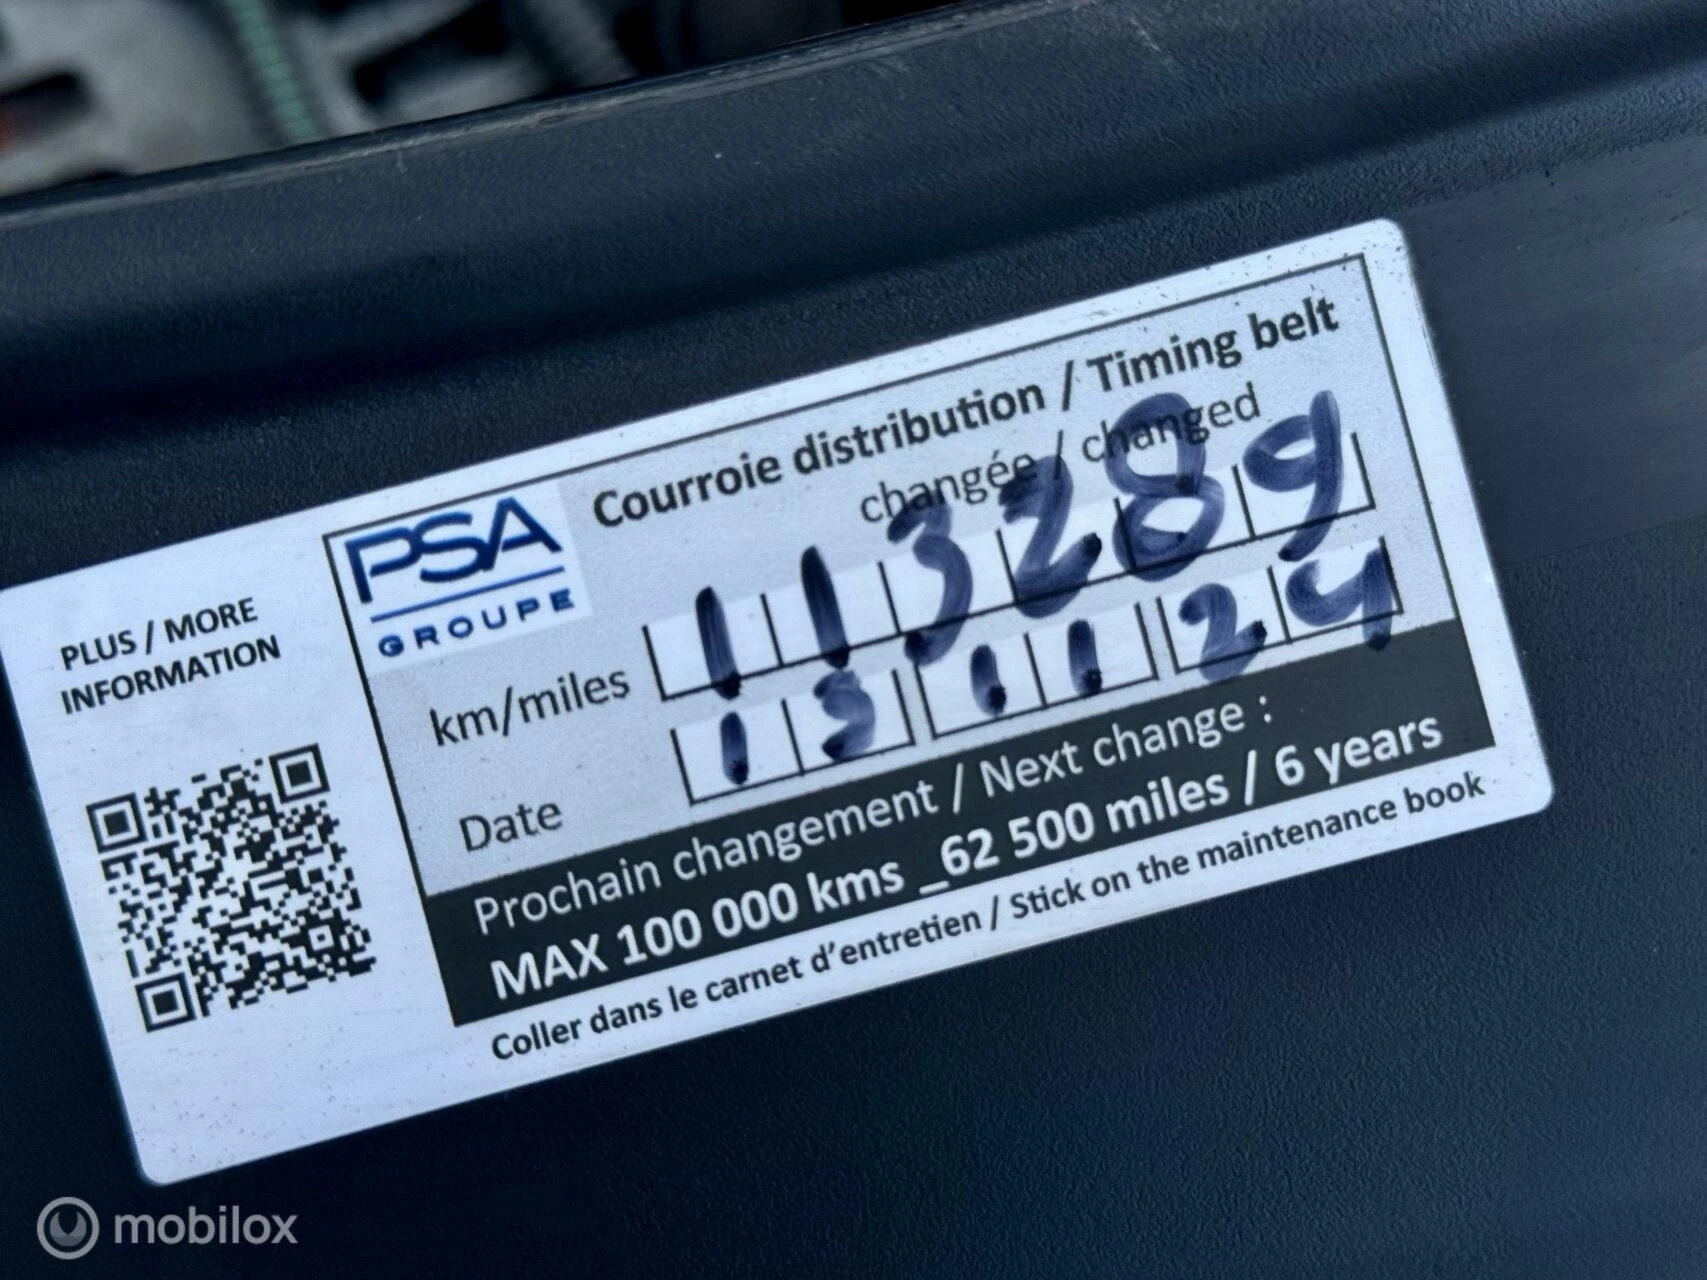 PLUS / MORE
INFORMATION
PSA
GROUPE
Courroie distribution / Timing belt
changée / changed
km/miles 113289
Date 13 11 24
Prochain changement / Next change :
MAX 100 000 kms _62 500 miles / 6 years
Coller dans le carnet d'entretien / Stick on the maintenance book
mobilox